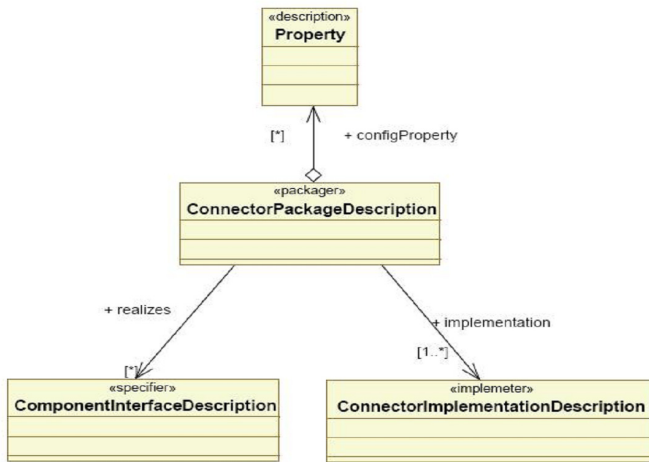 «description»
Property
[*]
+ configProperty
«packager»
ConnectorPackageDescription
+ realizes
+ implementation
[*]
[1..*]
«specifier»
ComponentInterfaceDescription
«implemeter»
ConnectorImplementationDescription